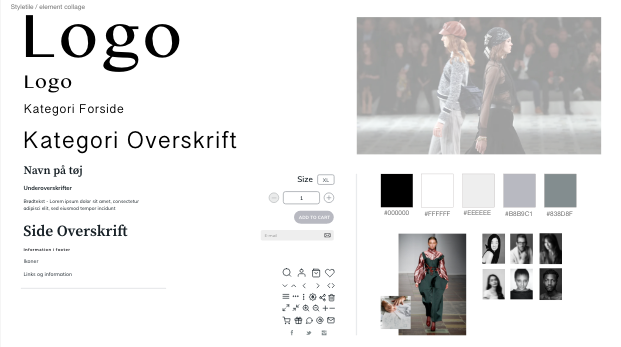 Styletile / element collage
Logo
Logo
Kategori Forside
Kategori Overskrift
Navn på tøj
Underoverskrifter
Brødtekst - Lorem ipsum dolor sit amet, consectetur
adipisci elit, sed eiusmod tempor incidunt
Side Overskrift
Information i footer
Ikoner
Links og information
Size XL
1
ADD TO CART
E-mail
#000000
#FFFFFF
#EEEEEE
#B8B9C1
#838D8F